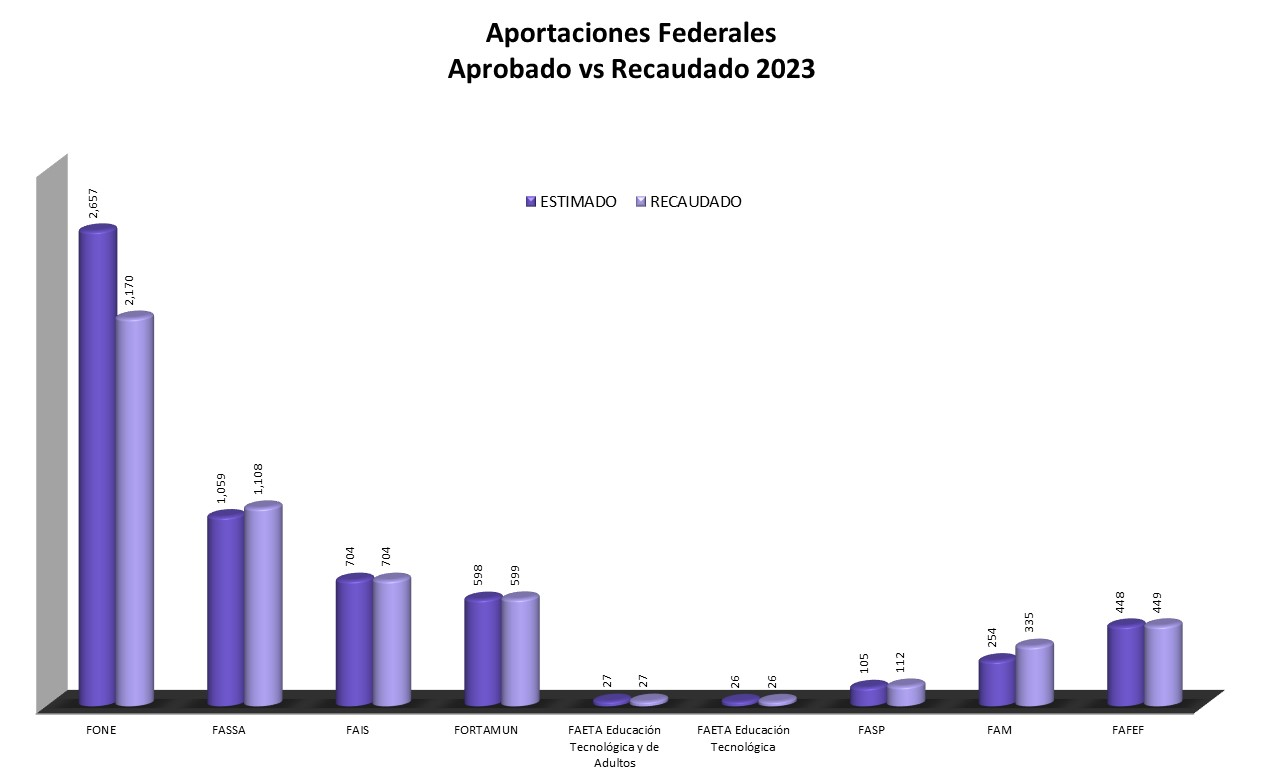 Aportaciones Federales
Aprobado vs Recaudado 2023
ESTIMADO RECAUDADO
2,657
2,170
1,059
1,108
704
704
598
599
27
27
26
26
105
112
254
335
448
449
FONE
FASSA
FAIS
FORTAMUN
FAETA Educación
Tecnológica y de
Adultos
FAETA Educación
Tecnológica
FASP
FAM
FAFEF